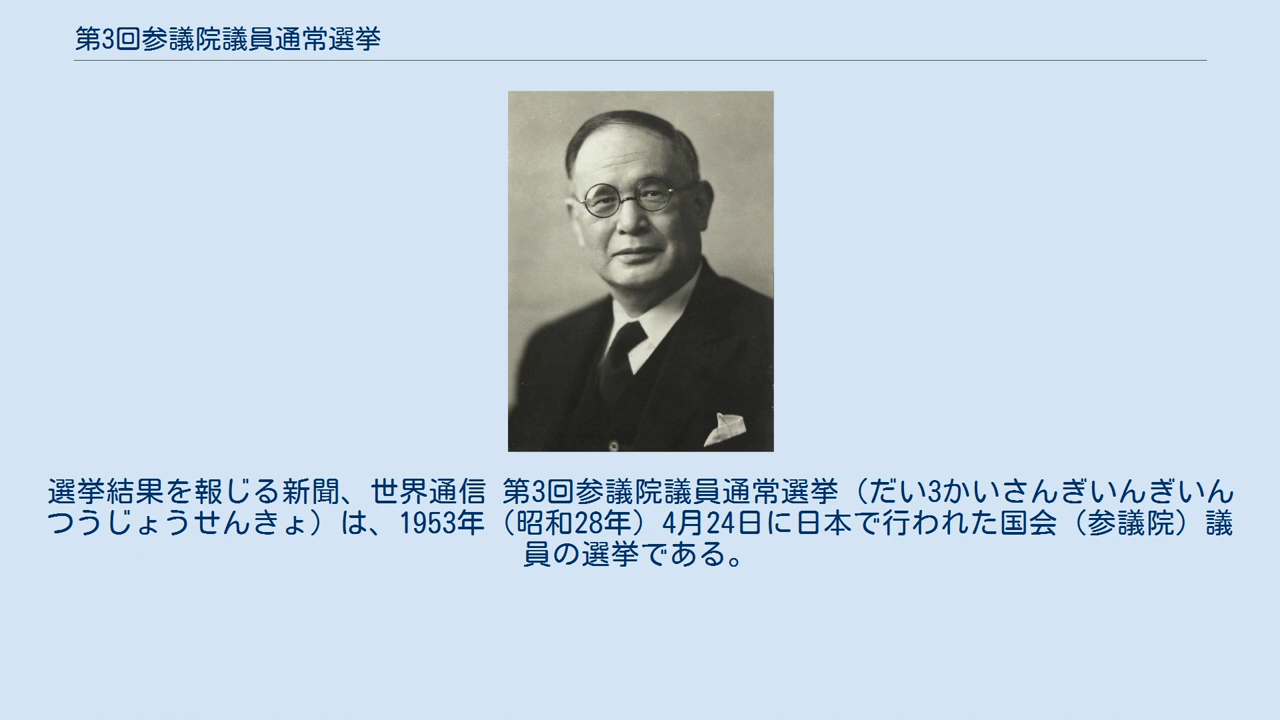 第3回参議院議員通常選挙
選挙結果を報じる新聞、世界通信 第3回参議院議員通常選挙（だい3かいさんぎいんぎいん
つうじょうせんきょ）は、1953年（昭和28年）4月24日に日本で行われた国会（参議院）議
員の選挙である。